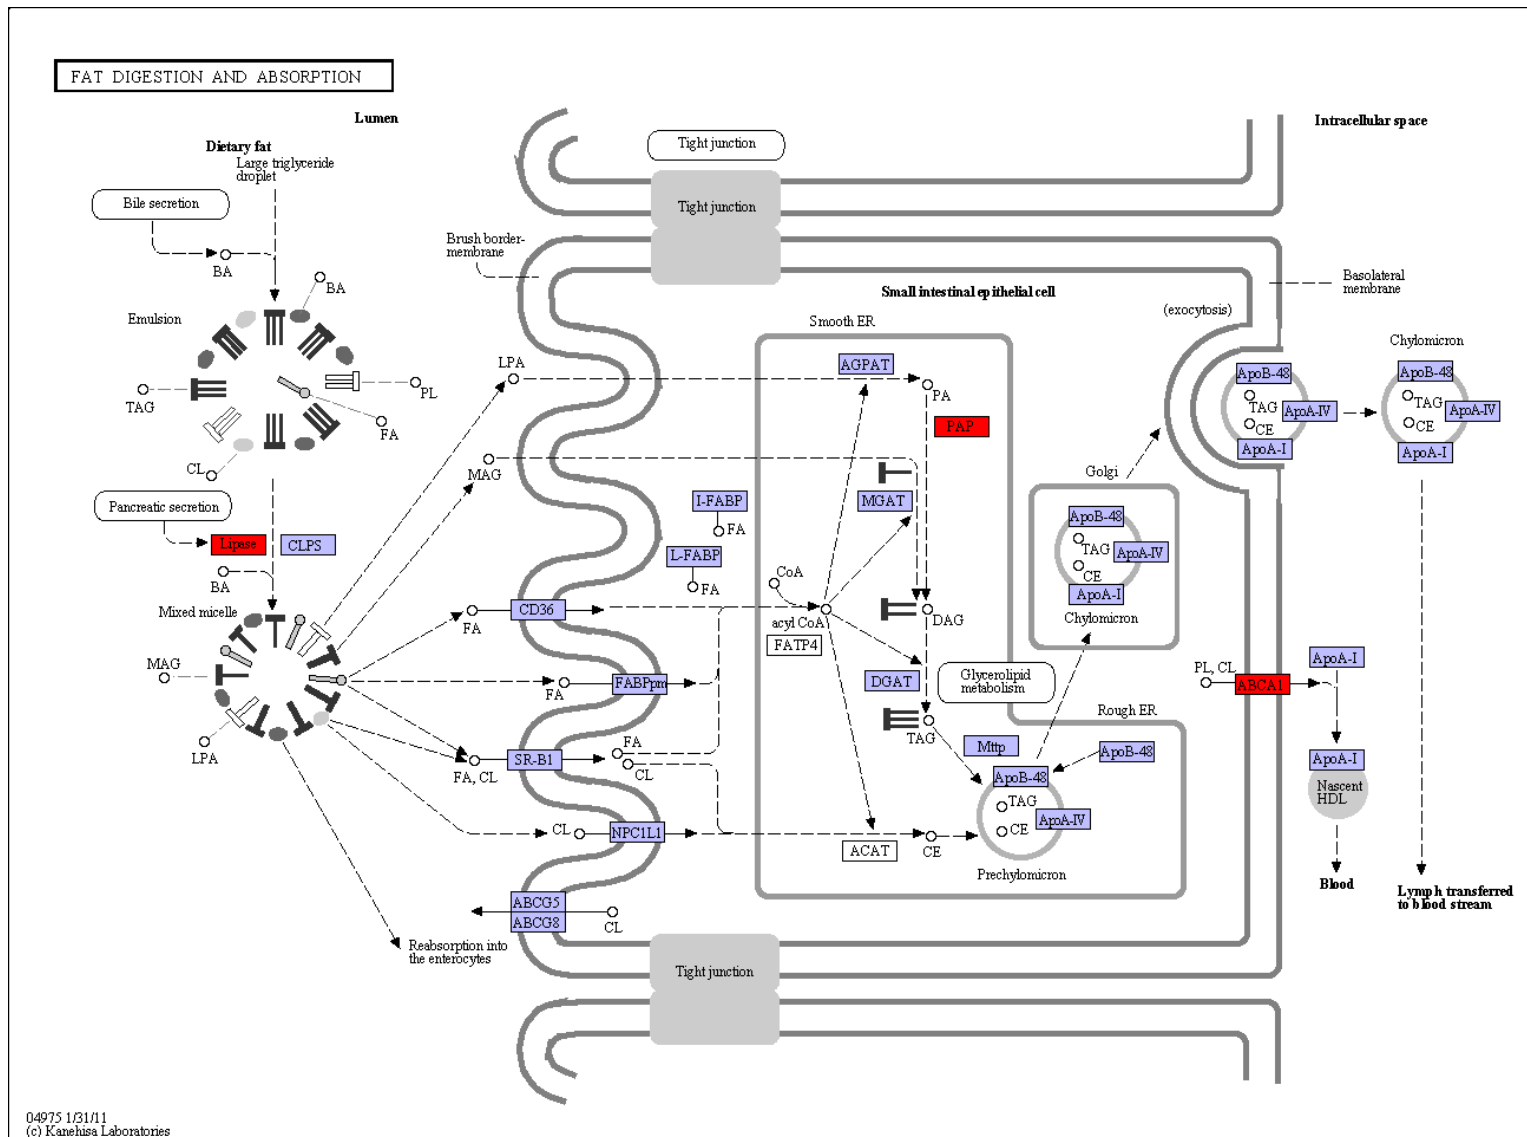 FAT DIGESTION AND ABSORPTION
Lumen
Intracellular space
Dietary fat
Large triglyceride
droplet
Tight junction
Tight junction
Bile secretion
BA
BA
Brush border-
membrane
Basolateral
membrane
Small intestinal epithelial cell
(exocytosis)
Emulsion
Smooth ER
Chylomicron
LPA
AGPAT
PA
TAG
PL
FA
CL
ApoB-48
TAG
CE
ApoA-IV
ApoA-I
ApoB-48
TAG
CE
ApoA-IV
ApoA-I
PAP
MAG
Golgi
Pancreatic secretion
I-FABP
FA
MGAT
Lipase
CLPS
L-FABP
FA
ApoB-48
TAG
CE
ApoA-IV
ApoA-I
Chylomicron
BA
CoA
Mixed micelle
CD36
FA
acyl CoA
FATP4
DAG
MAG
FA
FABPpm
DGAT
Glycerolipid
metabolism
PL, CL
ABCA1
ApoA-I
Rough ER
LPA
TAG
FA, CL
SR-B1
FA
CL
Mttp
ApoB-48
ApoB-48
TAG
CE
ApoA-IV
Prechylomicron
ApoA-I
Nascent
HDL
CL
NPC1L1
ACAT
CE
Blood
Lymph transferred
to blood stream
ABCG5
ABCG8
CL
Reabsorption into
the enterocytes
Tight junction
04975 1/31/11
(c) Kanehisa Laboratories